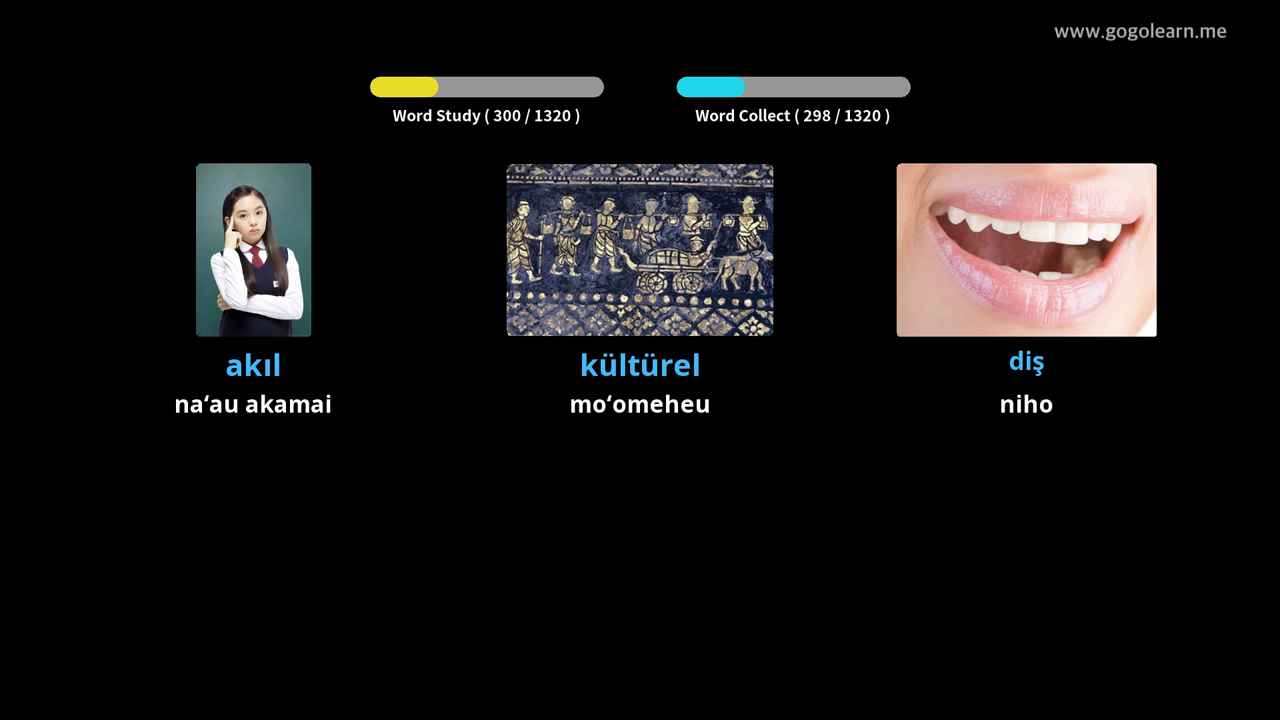 www.gogolearn.me
Word Study ( 300 / 1320 )
Word Collect ( 298 / 1320 )
akıl
kültürel
diş
naʻau akamai
moʻomeheu
niho